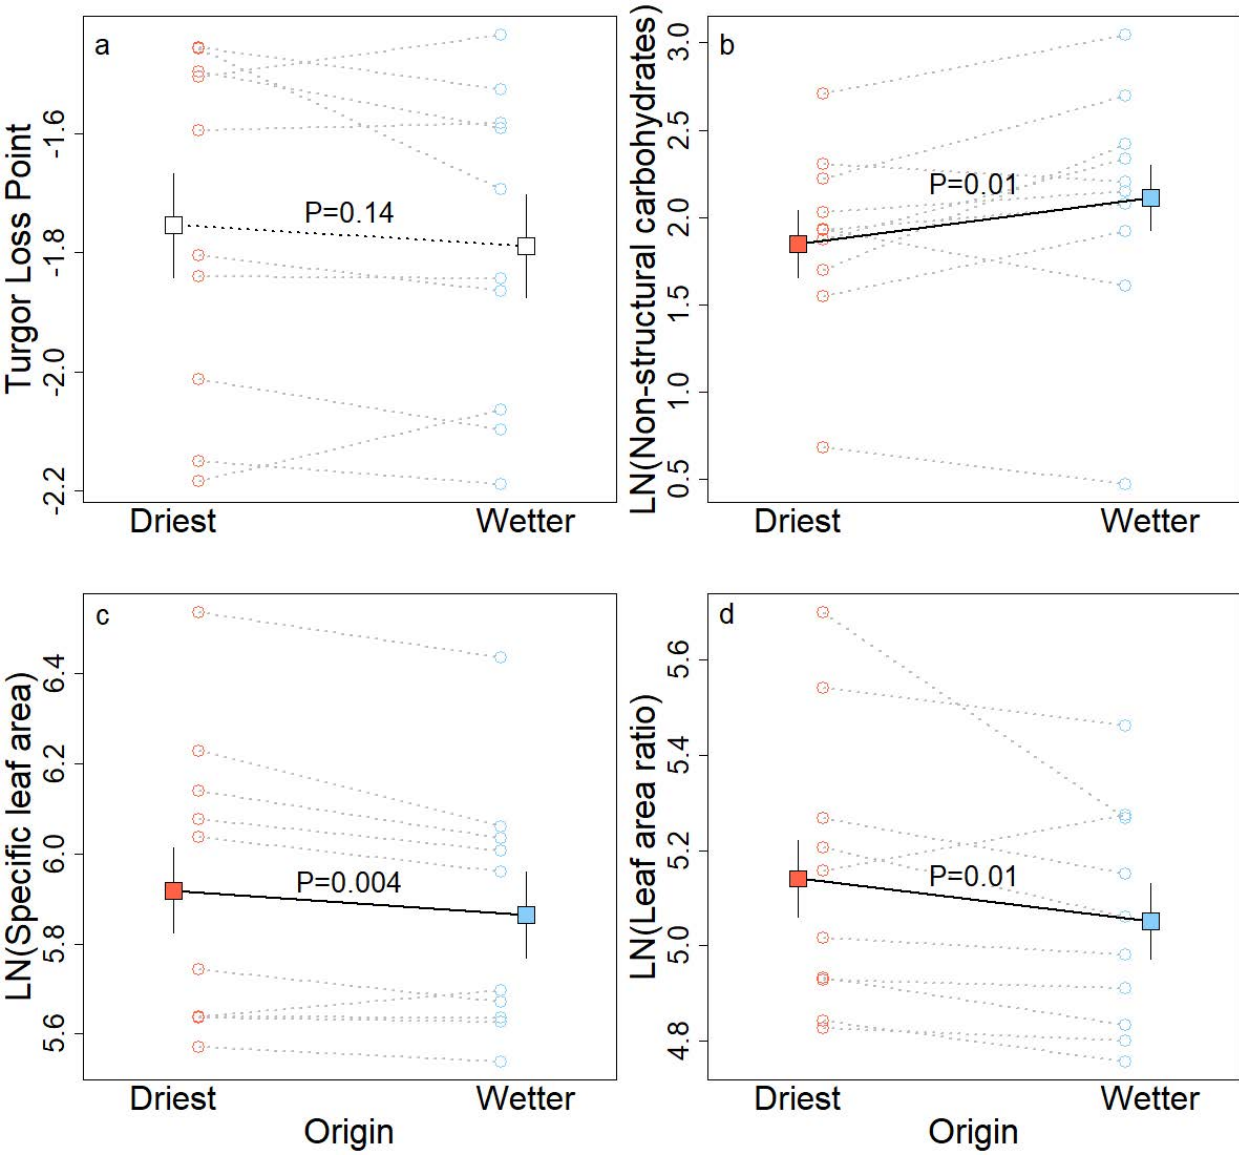 a
Turgor Loss Point
-1.6
-1.8
-2.0
-2.2
P=0.14
Driest
Wetter
b
LN(Non-structural carbohydrates)
3.0
2.5
2.0
1.5
1.0
0.5
P=0.01
Driest
Wetter
c
LN(Specific leaf area)
6.4
6.2
6.0
5.8
5.6
P=0.004
Driest
Wetter
Origin
d
LN(Leaf area ratio)
5.6
5.4
5.2
5.0
4.8
P=0.01
Driest
Wetter
Origin